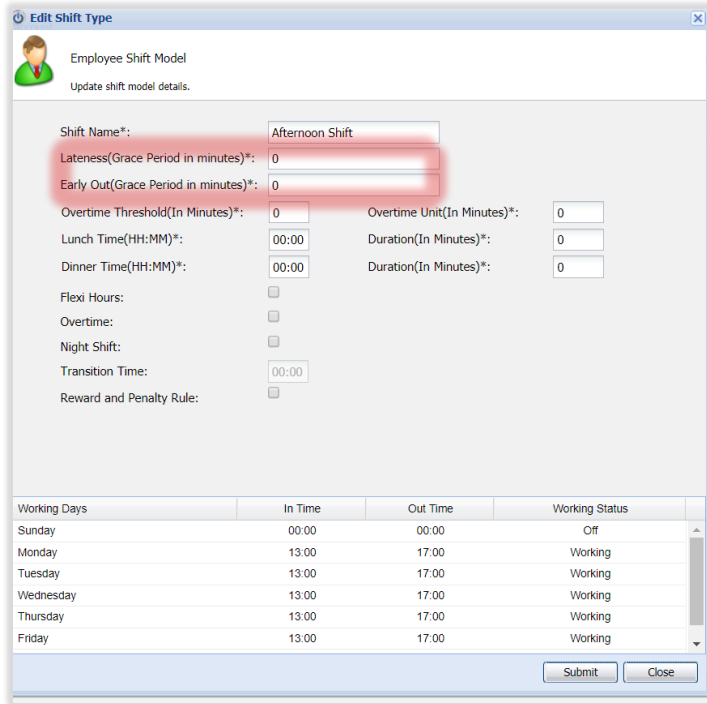 Edit Shift Type
Employee Shift Model
Update shift model details.
Shift Name*: Afternoon Shift
Lateness(Grace Period in minutes)*: 0
Early Out(Grace Period in minutes)*: 0
Overtime Threshold(In Minutes)*: 0 Overtime Unit(In Minutes)*: 0
Lunch Time(HH:MM)*: 00:00 Duration(In Minutes)*: 0
Dinner Time(HH:MM)*: 00:00 Duration(In Minutes)*: 0
Flexi Hours:
Overtime:
Night Shift:
Transition Time: 00:00
Reward and Penalty Rule:
Working Days In Time Out Time Working Status
Sunday 00:00 00:00 Off
Monday 13:00 17:00 Working
Tuesday 13:00 17:00 Working
Wednesday 13:00 17:00 Working
Thursday 13:00 17:00 Working
Friday 13:00 17:00 Working
Submit Close